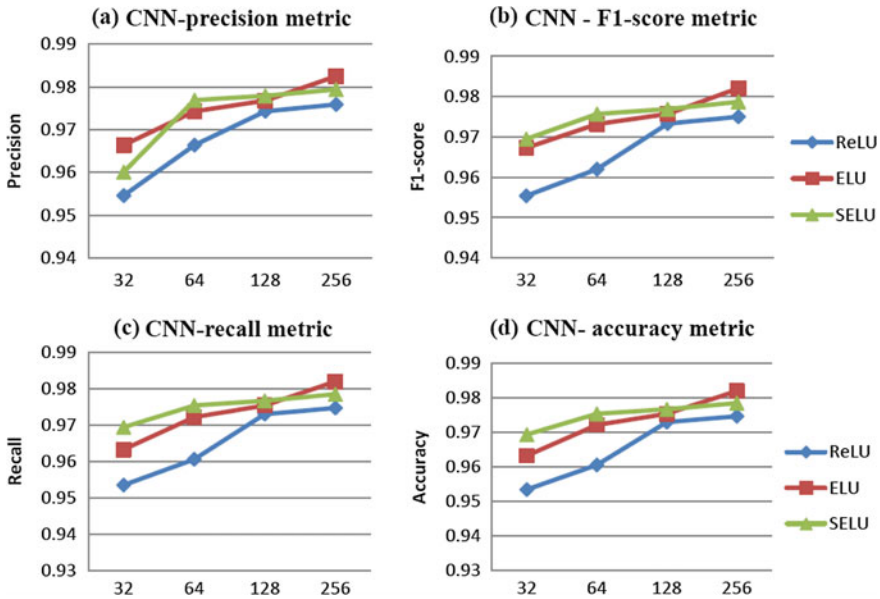 (a) CNN-precision metric
0.99
0.98
0.97
0.96
0.95
0.94
Precision
32 64 128 256
(b) CNN - F1-score metric
0.99
0.98
0.97
0.96
0.95
0.94
F1-score
32 64 128 256
ReLU
ELU
SELU
(c) CNN-recall metric
0.99
0.98
0.97
0.96
0.95
0.94
0.93
Recall
32 64 128 256
(d) CNN- accuracy metric
0.99
0.98
0.97
0.96
0.95
0.94
0.93
Accuracy
32 64 128 256
ReLU
ELU
SELU